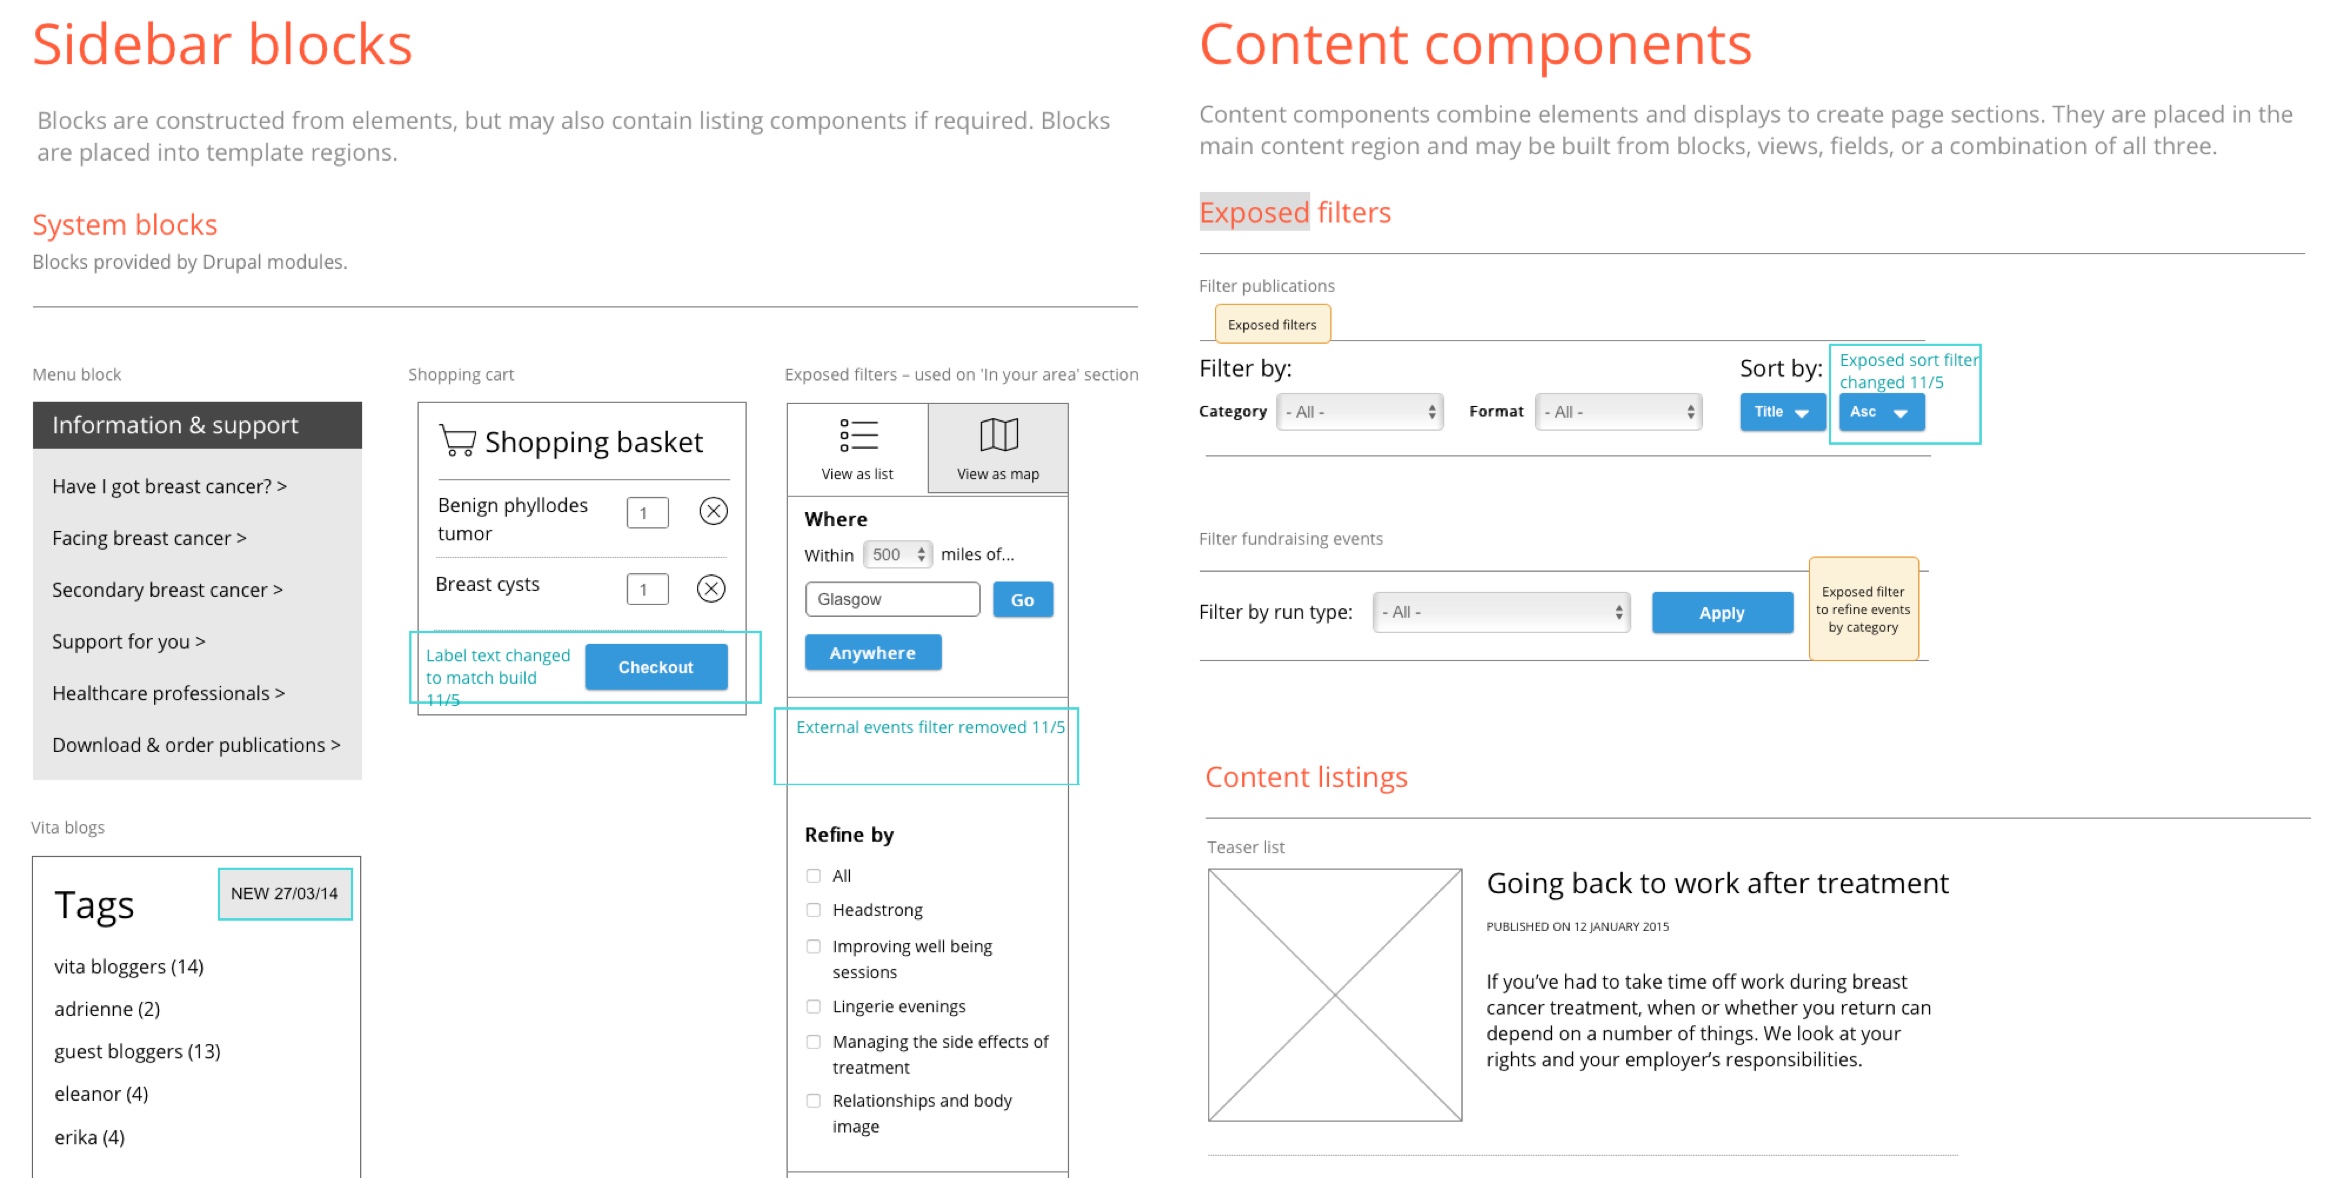 Sidebar blocks
Blocks are constructed from elements, but may also contain listing components if required. Blocks
are placed into template regions.
System blocks
Blocks provided by Drupal modules.
Menu block
Information & support
Have I got breast cancer? >
Facing breast cancer >
Secondary breast cancer >
Support for you >
Healthcare professionals >
Download & order publications >
Vita blogs
Tags
NEW 27/03/14
vita bloggers (14)
adrienne (2)
guest bloggers (13)
eleanor (4)
erika (4)
Shopping cart
Shopping basket
Benign phyllodes
tumor
1
Breast cysts
1
Label text changed
to match build
11/5
Checkout
Exposed filters – used on 'In your area' section
View as list
View as map
Where
Within 500 miles of...
Glasgow
Go
Anywhere
External events filter removed 11/5
Refine by
All
Headstrong
Improving well being
sessions
Lingerie evenings
Managing the side effects of
treatment
Relationships and body
image
Content components
Content components combine elements and displays to create page sections. They are placed in the
main content region and may be built from blocks, views, fields, or a combination of all three.
Exposed filters
Filter publications
Exposed filters
Filter by:
Category - All -
Format - All -
Sort by:
Exposed sort filter
changed 11/5
Title
Asc
Filter fundraising events
Filter by run type: - All -
Apply
Exposed filter
to refine events
by category
Content listings
Teaser list
Going back to work after treatment
PUBLISHED ON 12 JANUARY 2015
If you’ve had to take time off work during breast
cancer treatment, when or whether you return can
depend on a number of things. We look at your
rights and your employer’s responsibilities.